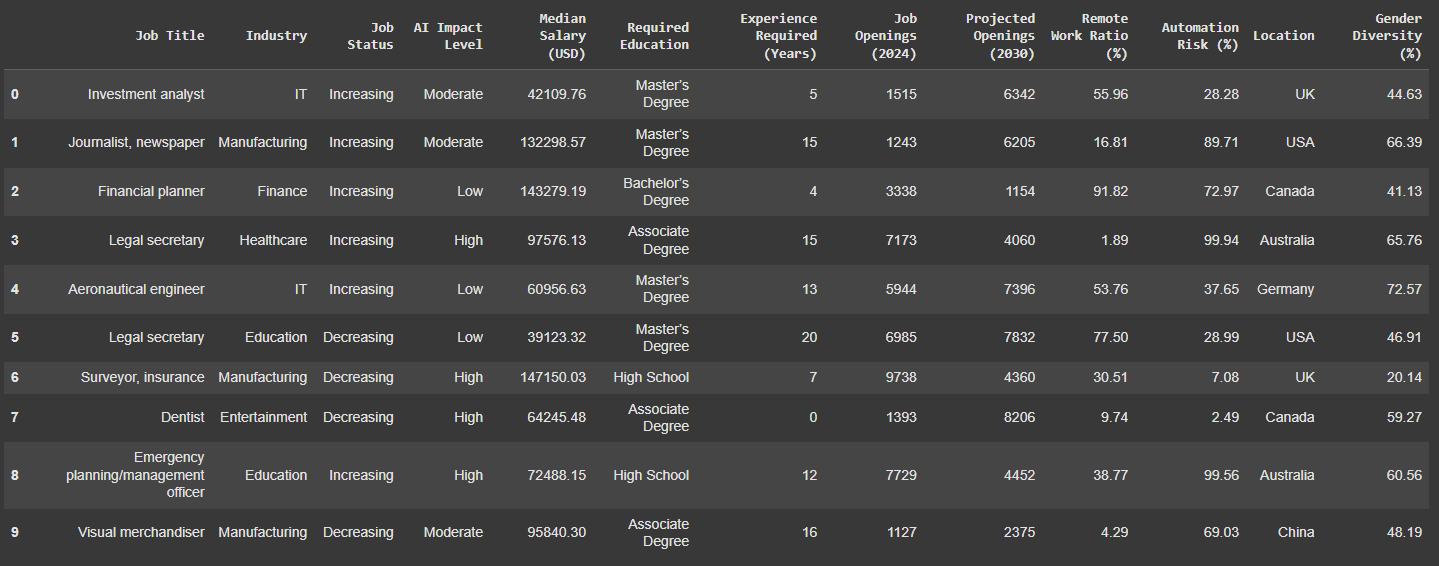 Job Title Industry Job Status AI Impact Level Median Salary (USD) Required Education Experience Required (Years) Job Openings (2024) Projected Openings (2030) Remote Work Ratio (%) Automation Risk (%) Location Gender Diversity (%)
0 Investment analyst IT Increasing Moderate 42109.76 Master's Degree 5 1515 6342 55.96 28.28 UK 44.63
1 Journalist, newspaper Manufacturing Increasing Moderate 132298.57 Master's Degree 15 1243 6205 16.81 89.71 USA 66.39
2 Financial planner Finance Increasing Low 143279.19 Bachelor's Degree 4 3338 1154 91.82 72.97 Canada 41.13
3 Legal secretary Healthcare Increasing High 97576.13 Associate Degree 15 7173 4060 1.89 99.94 Australia 65.76
4 Aeronautical engineer IT Increasing Low 60956.63 Master's Degree 13 5944 7396 53.76 37.65 Germany 72.57
5 Legal secretary Education Decreasing Low 39123.32 Master's Degree 20 6985 7832 77.50 28.99 USA 46.91
6 Surveyor, insurance Manufacturing Decreasing High 147150.03 High School 7 9738 4360 30.51 7.08 UK 20.14
7 Dentist Entertainment Decreasing High 64245.48 Associate Degree 0 1393 8206 9.74 2.49 Canada 59.27
8 Emergency planning/management officer Education Increasing High 72488.15 High School 12 7729 4452 38.77 99.56 Australia 60.56
9 Visual merchandiser Manufacturing Decreasing Moderate 95840.30 Associate Degree 16 1127 2375 4.29 69.03 China 48.19